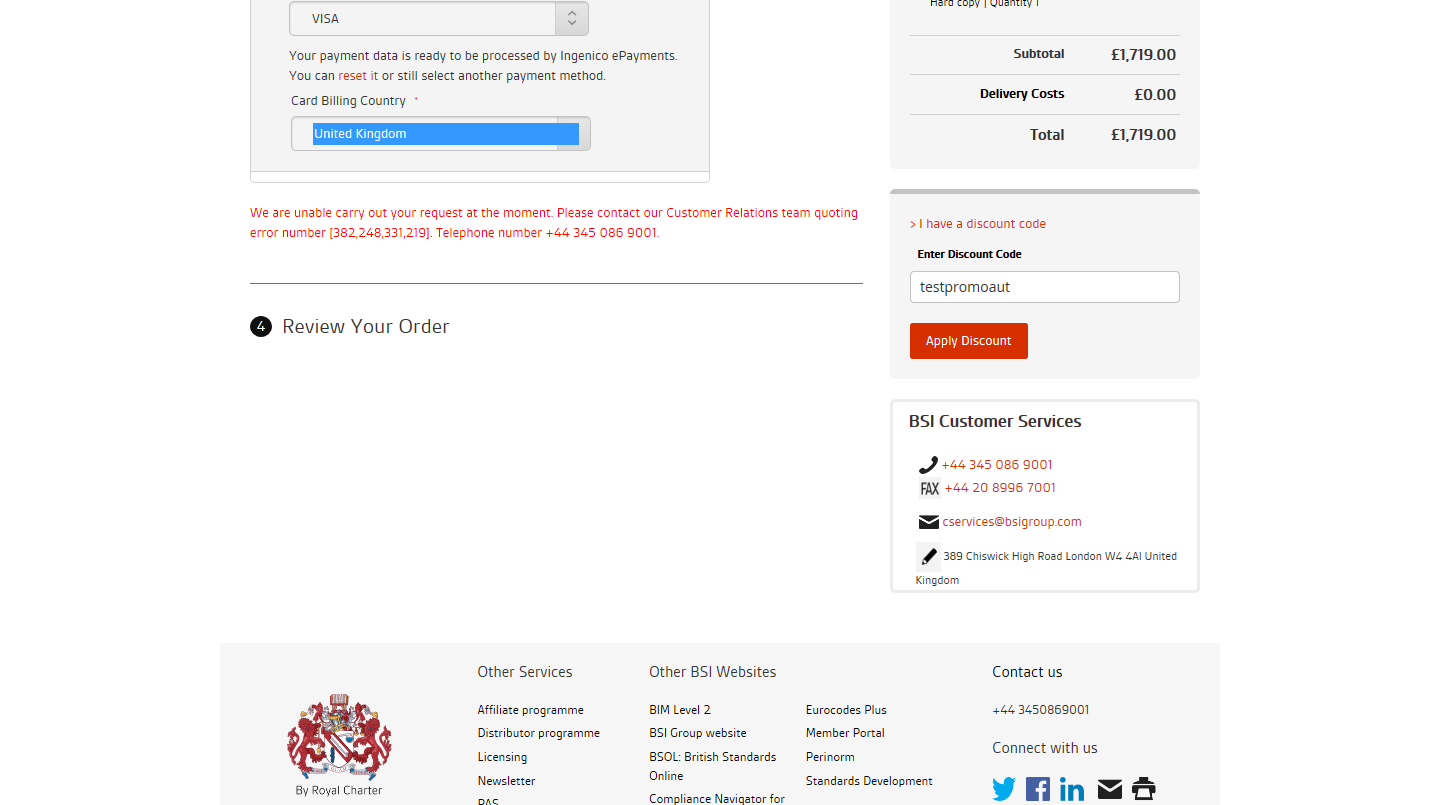 VISA
Your payment data is ready to be processed by Ingenico ePayments.
You can reset it or still select another payment method.
Card Billing Country *
United Kingdom
We are unable carry out your request at the moment. Please contact our Customer Relations team quoting
error number [382,248,331,219]. Telephone number +44 345 086 9001.
4 Review Your Order
Hard copy | Quantity 1
Subtotal £1,719.00
Delivery Costs £0.00
Total £1,719.00
> I have a discount code
Enter Discount Code
testpromoaut
Apply Discount
BSI Customer Services
+44 345 086 9001
FAX +44 20 8996 7001
cservices@bsigroup.com
389 Chiswick High Road London W4 4Al United
Kingdom
By Royal Charter
Other Services
Affiliate programme
Distributor programme
Licensing
Newsletter
PAS
Other BSI Websites
BIM Level 2
BSI Group website
BSOL: British Standards
Online
Compliance Navigator for
Eurocodes Plus
Member Portal
Perinorm
Standards Development
Contact us
+44 3450869001
Connect with us